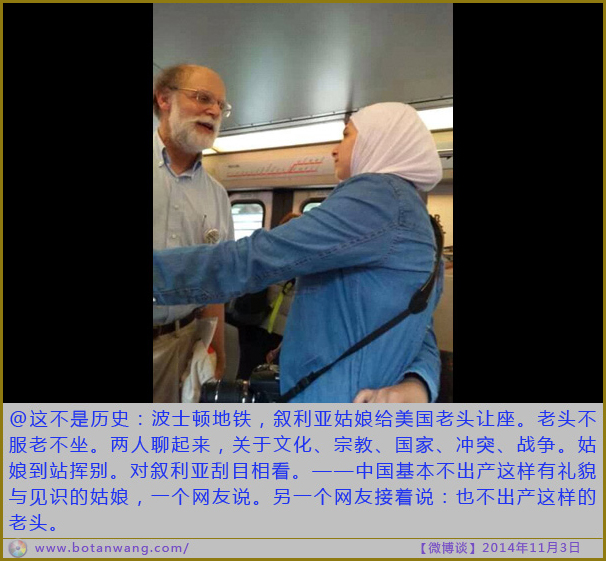 @这不是历史：波士顿地铁，叙利亚姑娘给美国老头让座。老头不
服老不坐。两人聊起来，关于文化、宗教、国家、冲突、战争。姑
娘到站挥别。对叙利亚刮目相看。——中国基本不出产这样有礼貌
与见识的姑娘，一个网友说。另一个网友接着说：也不出产这样的
老头。
www.botanwang.com/ 【微博谈】2014年11月3日